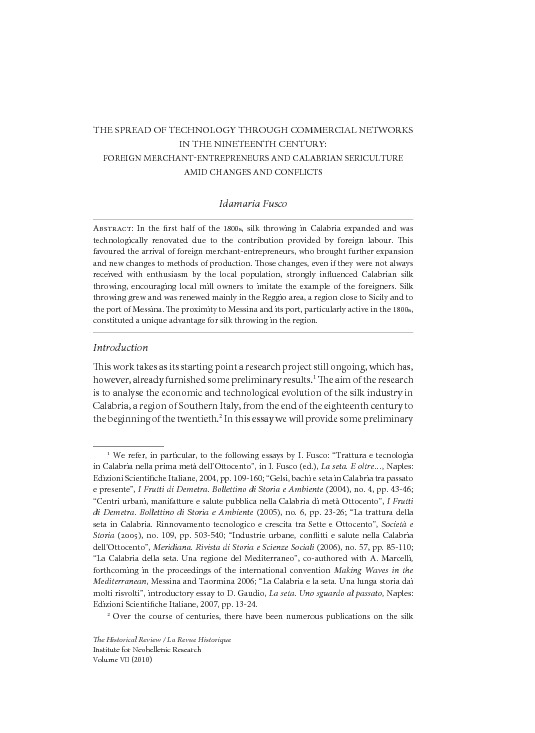 THE SPREAD OF TECHNOLOGY THROUGH COMMERCIAL NETWORKS
IN THE NINETEENTH CENTURY:
FOREIGN MERCHANT-ENTREPRENEURS AND CALABRIAN SERICULTURE
AMID CHANGES AND CONFLICTS
Idamaria Fusco
ABSTRACT: In the first half of the 1800s, silk throwing in Calabria expanded and was
technologically renovated due to the contribution provided by foreign labour. This
favoured the arrival of foreign merchant-entrepreneurs, who brought further expansion
and new changes to methods of production. Those changes, even if they were not always
received with enthusiasm by the local population, strongly influenced Calabrian silk
throwing, encouraging local mill owners to imitate the example of the foreigners. Silk
throwing grew and was renewed mainly in the Reggio area, a region close to Sicily and to
the port of Messina. The proximity to Messina and its port, particularly active in the 1800s,
constituted a unique advantage for silk throwing in the region.
Introduction
This work takes as its starting point a research project still ongoing, which has,
however, already furnished some preliminary results.¹ The aim of the research
is to analyse the economic and technological evolution of the silk industry in
Calabria, a region of Southern Italy, from the end of the eighteenth century to
the beginning of the twentieth.² In this essay we will provide some preliminary
¹ We refer, in particular, to the following essays by I. Fusco: "Trattura e tecnologia
in Calabria nella prima metà dell'Ottocento", in I. Fusco (ed.), La seta. E oltre…, Naples:
Edizioni Scientifiche Italiane, 2004, pp. 109-160; "Gelsi, bachi e seta in Calabria tra passato
e presente", I Frutti di Demetra. Bollettino di Storia e Ambiente (2004), no. 4, pp. 43-46;
"Centri urbani, manifatture e salute pubblica nella Calabria di metà Ottocento", I Frutti
di Demetra. Bollettino di Storia e Ambiente (2005), no. 6, pp. 23-26; "La trattura della
seta in Calabria. Rinnovamento tecnologico e crescita tra Sette e Ottocento", Società e
Storia (2005), no. 109, pp. 503-540; "Industrie urbane, conflitti e salute nella Calabria
dell'Ottocento", Meridiana. Rivista di Storia e Scienze Sociali (2006), no. 57, pp. 85-110;
"La Calabria della seta. Una regione del Mediterraneo", co-authored with A. Marcelli,
forthcoming in the proceedings of the international convention Making Waves in the
Mediterranean, Messina and Taormina 2006; "La Calabria e la seta. Una lunga storia dai
molti risvolti", introductory essay to D. Gaudio, La seta. Uno sguardo al passato, Naples:
Edizioni Scientifiche Italiane, 2007, pp. 13-24.
² Over the course of centuries, there have been numerous publications on the silk
The Historical Review / La Revue Historique
Institute for Neohellenic Research
Volume VII (2010)